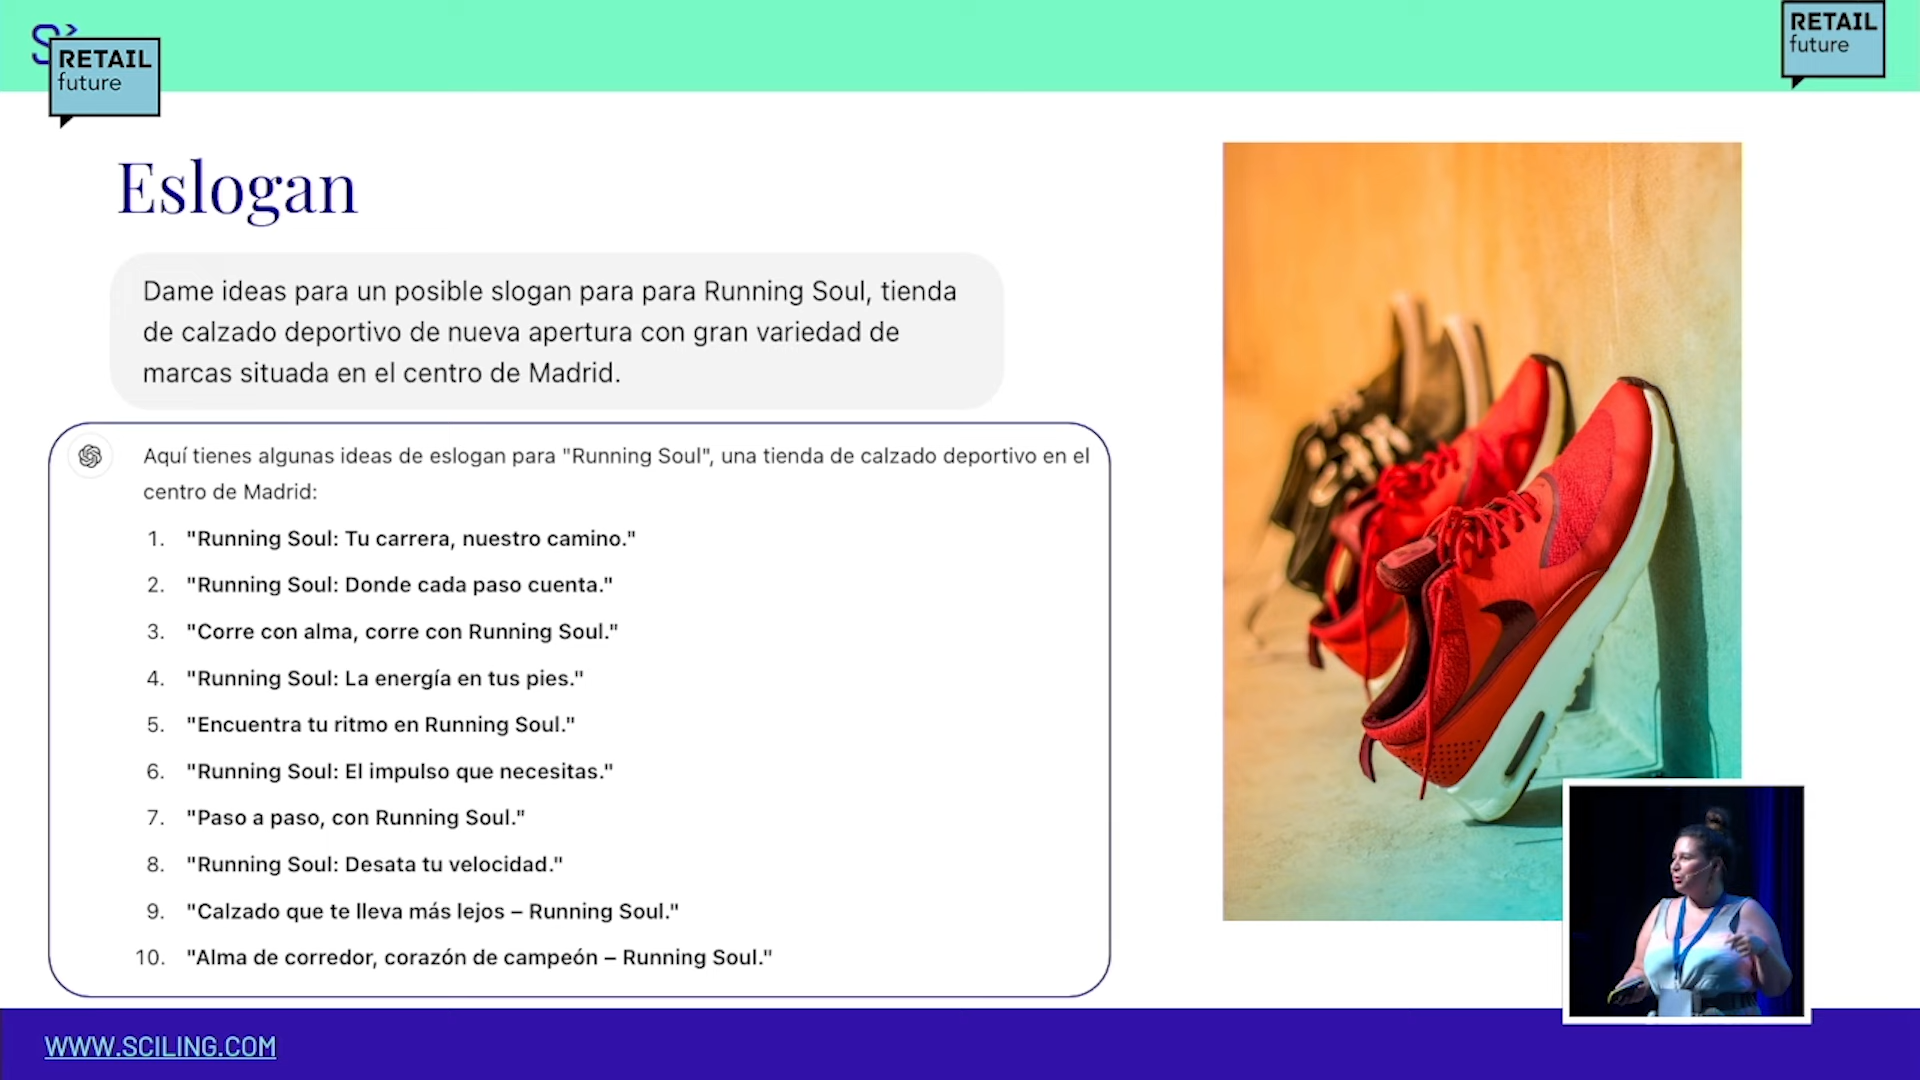 RETAIL
future
RETAIL
future
Eslogan
Dame ideas para un posible slogan para para Running Soul, tienda
de calzado deportivo de nueva apertura con gran variedad de
marcas situada en el centro de Madrid.
Aquí tienes algunas ideas de eslogan para "Running Soul", una tienda de calzado deportivo en el
centro de Madrid:
1. "Running Soul: Tu carrera, nuestro camino."
2. "Running Soul: Donde cada paso cuenta."
3. "Corre con alma, corre con Running Soul."
4. "Running Soul: La energía en tus pies."
5. "Encuentra tu ritmo en Running Soul."
6. "Running Soul: El impulso que necesitas."
7. "Paso a paso, con Running Soul."
8. "Running Soul: Desata tu velocidad."
9. "Calzado que te lleva más lejos – Running Soul."
10. "Alma de corredor, corazón de campeón – Running Soul."
WWW.SCILING.COM